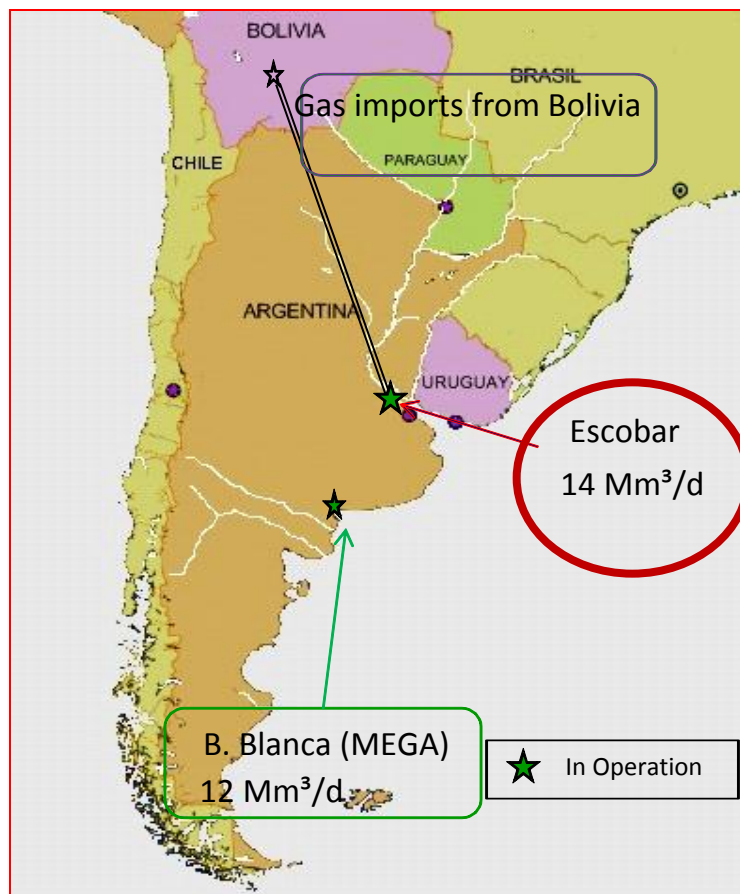 BOLIVIA
BRASIL
Gas imports from Bolivia
CHILE
PARAGUAY
ARGENTINA
URUGUAY
Escobar
14 Mm³/d
B. Blanca (MEGA)
12 Mm³/d
In Operation